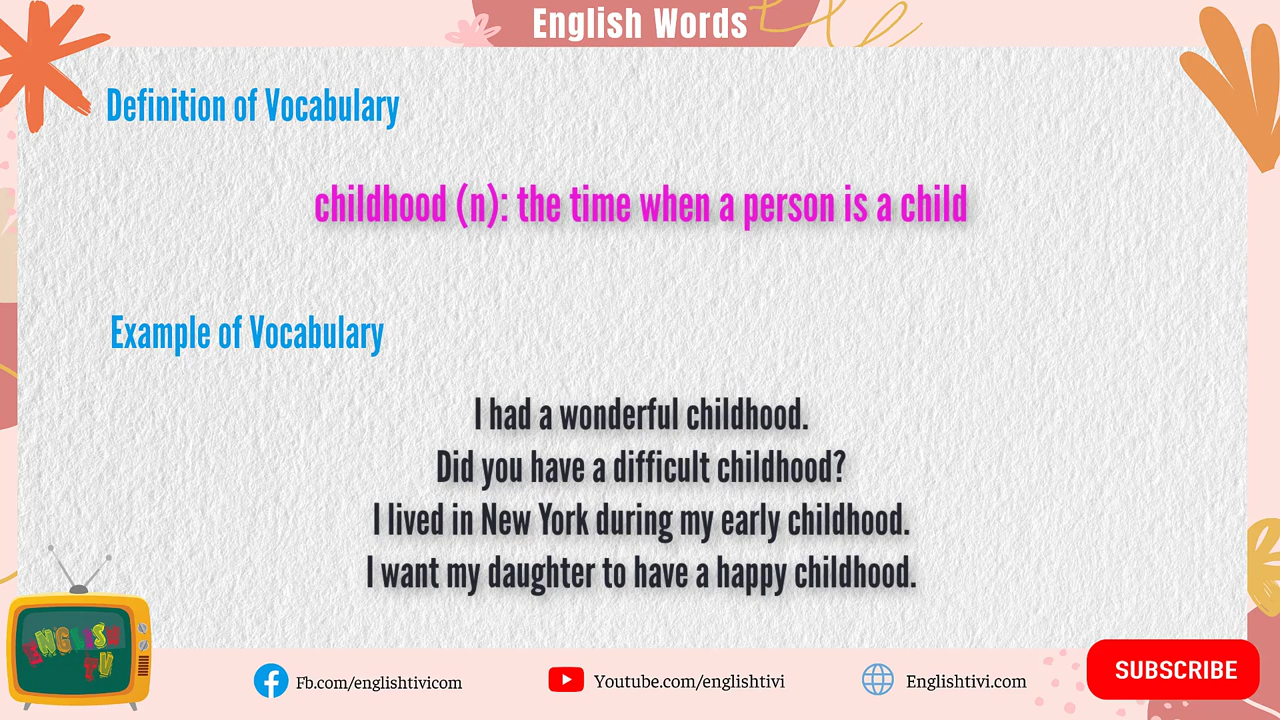 English Words
Definition of Vocabulary
childhood (n): the time when a person is a child
Example of Vocabulary
I had a wonderful childhood.
Did you have a difficult childhood?
I lived in New York during my early childhood.
I want my daughter to have a happy childhood.
ENGLISH
TV
Fb.com/englishtivicom
Youtube.com/englishtivi
Englishtivi.com
SUBSCRIBE